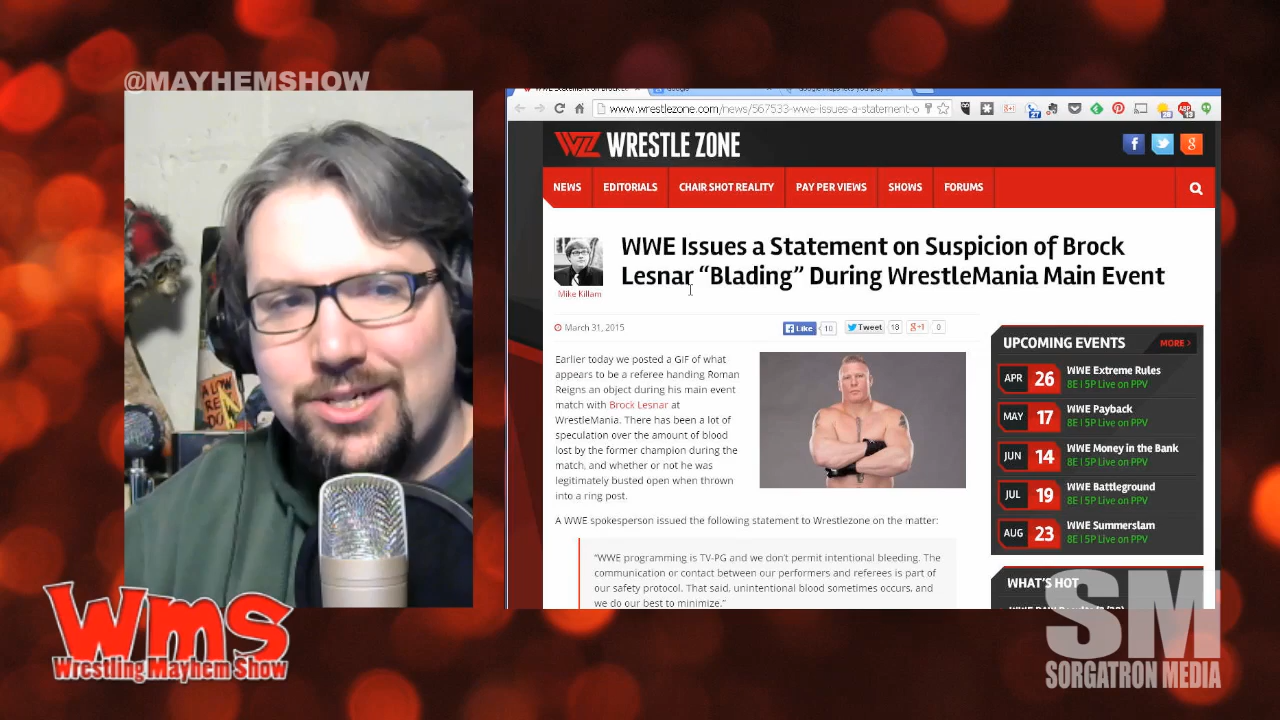 @MAYHEMSHOW
www.wrestlezone.com/news/567533-wwe-issues-a-statement-o
WZ WRESTLE ZONE
NEWS EDITORIALS CHAIR SHOT REALITY PAY PER VIEWS SHOWS FORUMS
WWE Issues a Statement on Suspicion of Brock
Lesnar “Blading” During WrestleMania Main Event
Mike Killam
March 31, 2015
Like 10 Tweet 18 g+1 0
Earlier today we posted a GIF of what
appears to be a referee handing Roman
Reigns an object during his main event
match with Brock Lesnar at
WrestleMania. There has been a lot of
speculation over the amount of blood
lost by the former champion during the
match, and whether or not he was
legitimately busted open when thrown
into a ring post.
A WWE spokesperson issued the following statement to Wrestlezone on the matter:
“WWE programming is TV-PG and we don’t permit intentional bleeding. The
communication or contact between our performers and referees is part of
our safety protocol. That said, unintentional blood sometimes occurs, and
we do our best to minimize.”
UPCOMING EVENTS MORE >
APR 26 WWE Extreme Rules
8E | 5P Live on PPV
MAY 17 WWE Payback
8E | 5P Live on PPV
JUN 14 WWE Money in the Bank
8E | 5P Live on PPV
JUL 19 WWE Battleground
8E | 5P Live on PPV
AUG 23 WWE Summerslam
8E | 5P Live on PPV
WHAT’S HOT
WMS
Wrestling Mayhem Show
SM
SORGATRON MEDIA